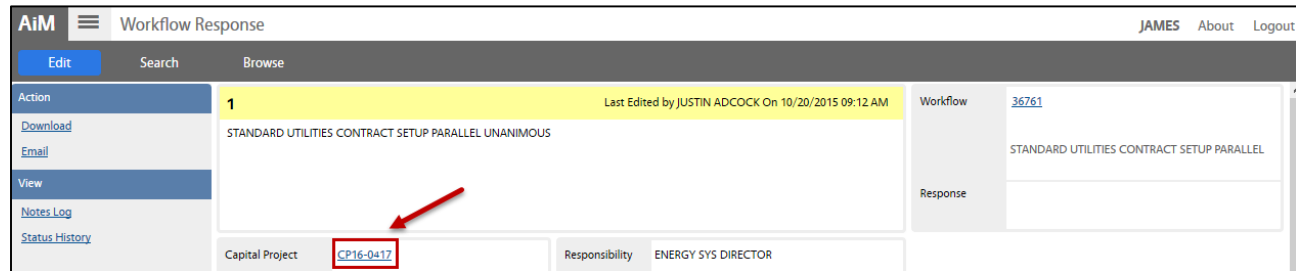 AiM Workflow Response JAMES About Logout
Edit Search Browse
Action
Download
Email
View
Notes Log
Status History
1 Last Edited by JUSTIN ADCOCK On 10/20/2015 09:12 AM
STANDARD UTILITIES CONTRACT SETUP PARALLEL UNANIMOUS
Workflow 36761
STANDARD UTILITIES CONTRACT SETUP PARALLEL
Response
Capital Project CP16-0417 Responsibility ENERGY SYS DIRECTOR